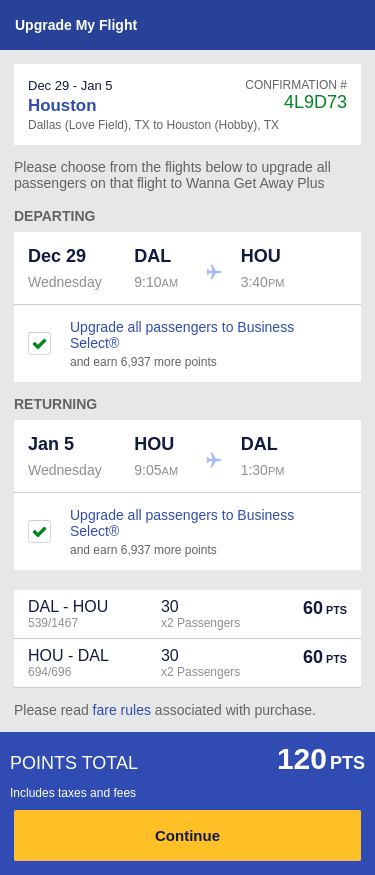 Upgrade My Flight
Dec 29 - Jan 5
CONFIRMATION #
Houston
4L9D73
Dallas (Love Field), TX to Houston (Hobby), TX
Please choose from the flights below to upgrade all
passengers on that flight to Wanna Get Away Plus
DEPARTING
Dec 29 DAL HOU
Wednesday 9:10AM 3:40PM
Upgrade all passengers to Business
Select®
and earn 6,937 more points
RETURNING
Jan 5 HOU DAL
Wednesday 9:05AM 1:30PM
Upgrade all passengers to Business
Select®
and earn 6,937 more points
DAL - HOU 30 60 PTS
539/1467 x2 Passengers
HOU - DAL 30 60 PTS
694/696 x2 Passengers
Please read fare rules associated with purchase.
POINTS TOTAL 120 PTS
Includes taxes and fees
Continue